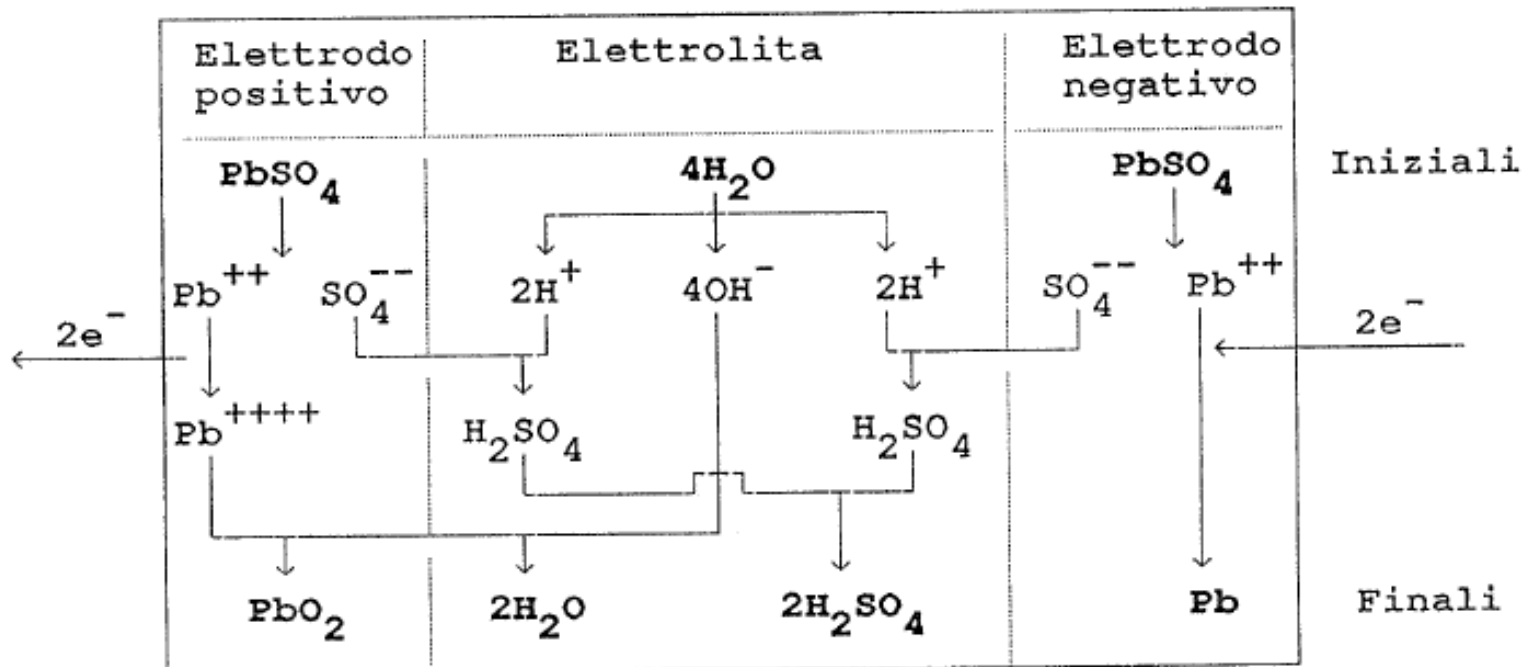 Elettrodo positivo
Elettrolita
Elettrodo negativo
PbSO₄
4H₂O
PbSO₄
Iniziali
Pb⁺⁺
SO₄⁻⁻
2H⁺
4OH⁻
2H⁺
SO₄⁻⁻
Pb⁺⁺
2e⁻
2e⁻
Pb⁺⁺⁺⁺
H₂SO₄
H₂SO₄
PbO₂
2H₂O
2H₂SO₄
Pb
Finali